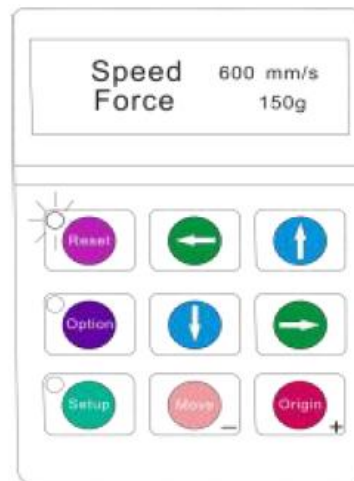 Speed 600 mm/s
Force 150g
Reset
Option
Setup Move - Origin +